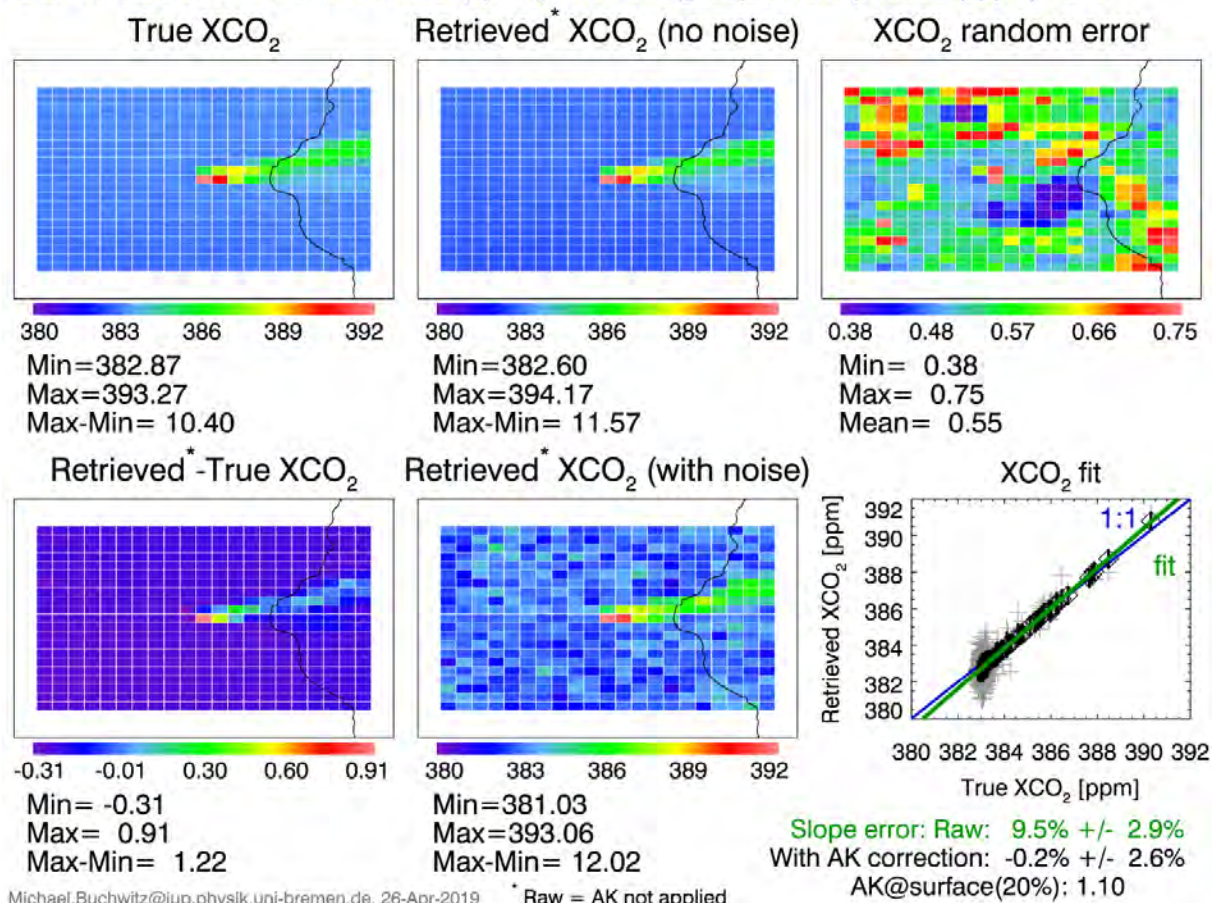 True XCO2
Retrieved* XCO2 (no noise)
XCO2 random error
380 383 386 389 392
380 383 386 389 392
0.38 0.48 0.57 0.66 0.75
Min=382.87
Max=393.27
Max-Min= 10.40
Min=382.60
Max=394.17
Max-Min= 11.57
Min= 0.38
Max= 0.75
Mean= 0.55
Retrieved*-True XCO2
Retrieved* XCO2 (with noise)
XCO2 fit
-0.31 -0.01 0.30 0.60 0.91
380 383 386 389 392
Min= -0.31
Max= 0.91
Max-Min= 1.22
Min=381.03
Max=393.06
Max-Min= 12.02
Retrieved XCO2 [ppm]
392
390
388
386
384
382
380
1:1
fit
380 382 384 386 388 390 392
True XCO2 [ppm]
Slope error: Raw: 9.5% +/- 2.9%
With AK correction: -0.2% +/- 2.6%
AK@surface(20%): 1.10
Michael.Buchwitz@iup.physik.uni-bremen.de, 26-Apr-2019
* Raw = AK not applied